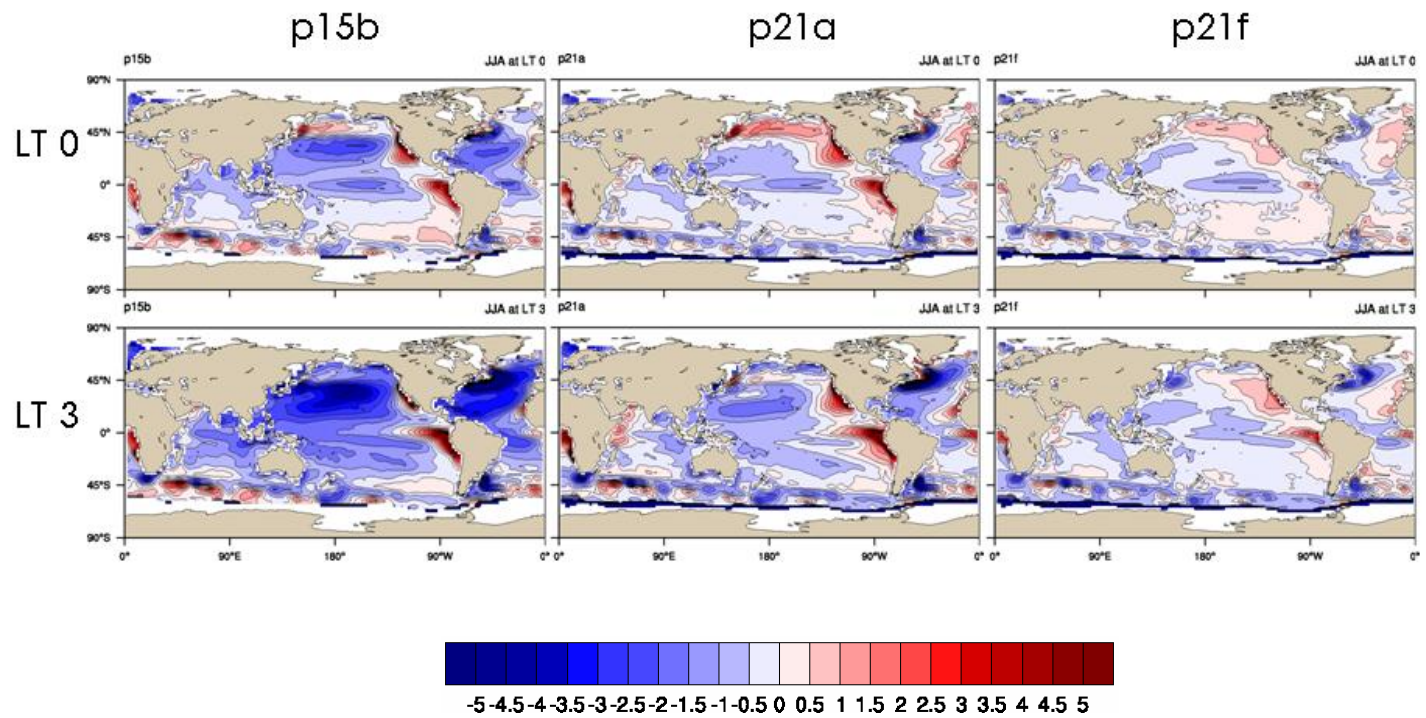 p15b p21a p21f
p15b JJA at LT 0 p21a JJA at LT 0 p21f JJA at LT 0
LT 0
90°N
45°N
0°
45°S
90°S
p15b JJA at LT 3 p21a JJA at LT 3 p21f JJA at LT 3
LT 3
90°N
45°N
0°
45°S
90°S
0° 90°E 180° 90°W 0° 90°E 180° 90°W 0° 90°E 180° 90°W 0°
-5 -4.5 -4 -3.5 -3 -2.5 -2 -1.5 -1 -0.5 0 0.5 1 1.5 2 2.5 3 3.5 4 4.5 5